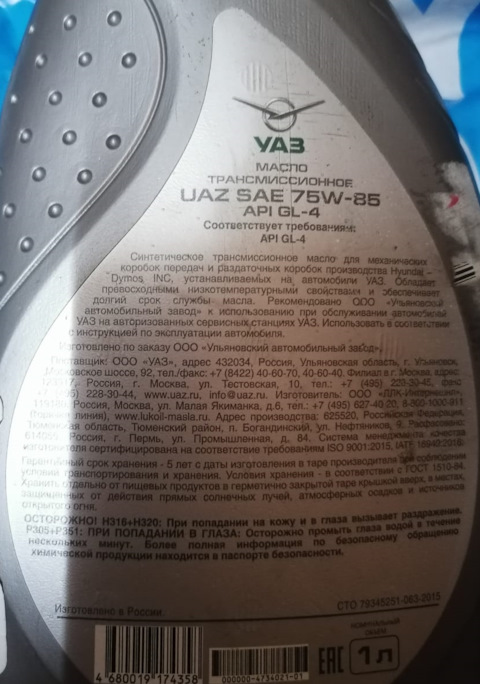 УАЗ
МАСЛО
ТРАНСМИССИОННОЕ
UAZ SAE 75W-85
API GL-4
Соответствует требованиям:
API GL-4
Синтетическое трансмиссионное масло для механических
коробок передач и раздаточных коробок производства Hyundai –
Dymos INC, устанавливаемых на автомобили УАЗ. Обладает
превосходными низкотемпературными свойствами и обеспечивает
долгий срок службы масла. Рекомендовано ООО «Ульяновский
автомобильный завод» к использованию при обслуживании автомобилей
УАЗ на авторизованных сервисных станциях УАЗ. Использовать в соответствии
с инструкцией по эксплуатации автомобиля.
Изготовлено по заказу ООО «Ульяновский автомобильный завод»
Поставщик: ООО «УАЗ», адрес 432034, Россия, Ульяновская область, г. Ульяновск,
Московское шоссе, 92, тел./факс: +7 (8422) 40-60-70, 40-60-40. Филиал в г. Москва, адрес:
Россия, г. Москва, ул. Тестовская, 10, тел.: +7 (495) 228-30-45, факс
(495) 228-30-44, www.uaz.ru, info@uaz.ru. Изготовитель: ООО «ЛЛК-Интернешнл»,
Россия, Москва, ул. Малая Якиманка, д.6, тел.: +7 (495) 627-40-20, 8-800-1000-911
линия), www.lukoil-masla.ru. Адрес производства: 625520, Российская Федерация,
Тюменская область, Тюменский район, п. Богандинский, ул. Нефтяников, 9. Расфасовано:
Россия, г. Пермь, ул. Промышленная, д. 84. Система менеджмента качества
изготовителя сертифицирована на соответствие требованиям ISO 9001:2015, IATF 16949:2016
Гарантийный срок хранения - 5 лет с даты изготовления в таре производителя при соблюдении
условий транспортирования и хранения. Условия хранения - в соответствии с ГОСТ 1510-84.
Хранить отдельно от пищевых продуктов в герметично закрытой таре крышкой вверх, в местах,
защищенных от действия прямых солнечных лучей, атмосферных осадков и источников
открытого огня.
ОСТОРОЖНО! H316+H320: При попадании на кожу и в глаза вызывает раздражение.
P305+P351: ПРИ ПОПАДАНИИ В ГЛАЗА: Осторожно промыть глаза водой в течение
нескольких минут. Более полная информация по безопасному обращению
химической продукции находится в паспорте безопасности.
Изготовлено в России.
СТО 79345251-063-2015
НОМИНАЛЬНЫЙ
ОБЪЕМ
1 л
EAC
4 680019 174358
000000-4734021-01